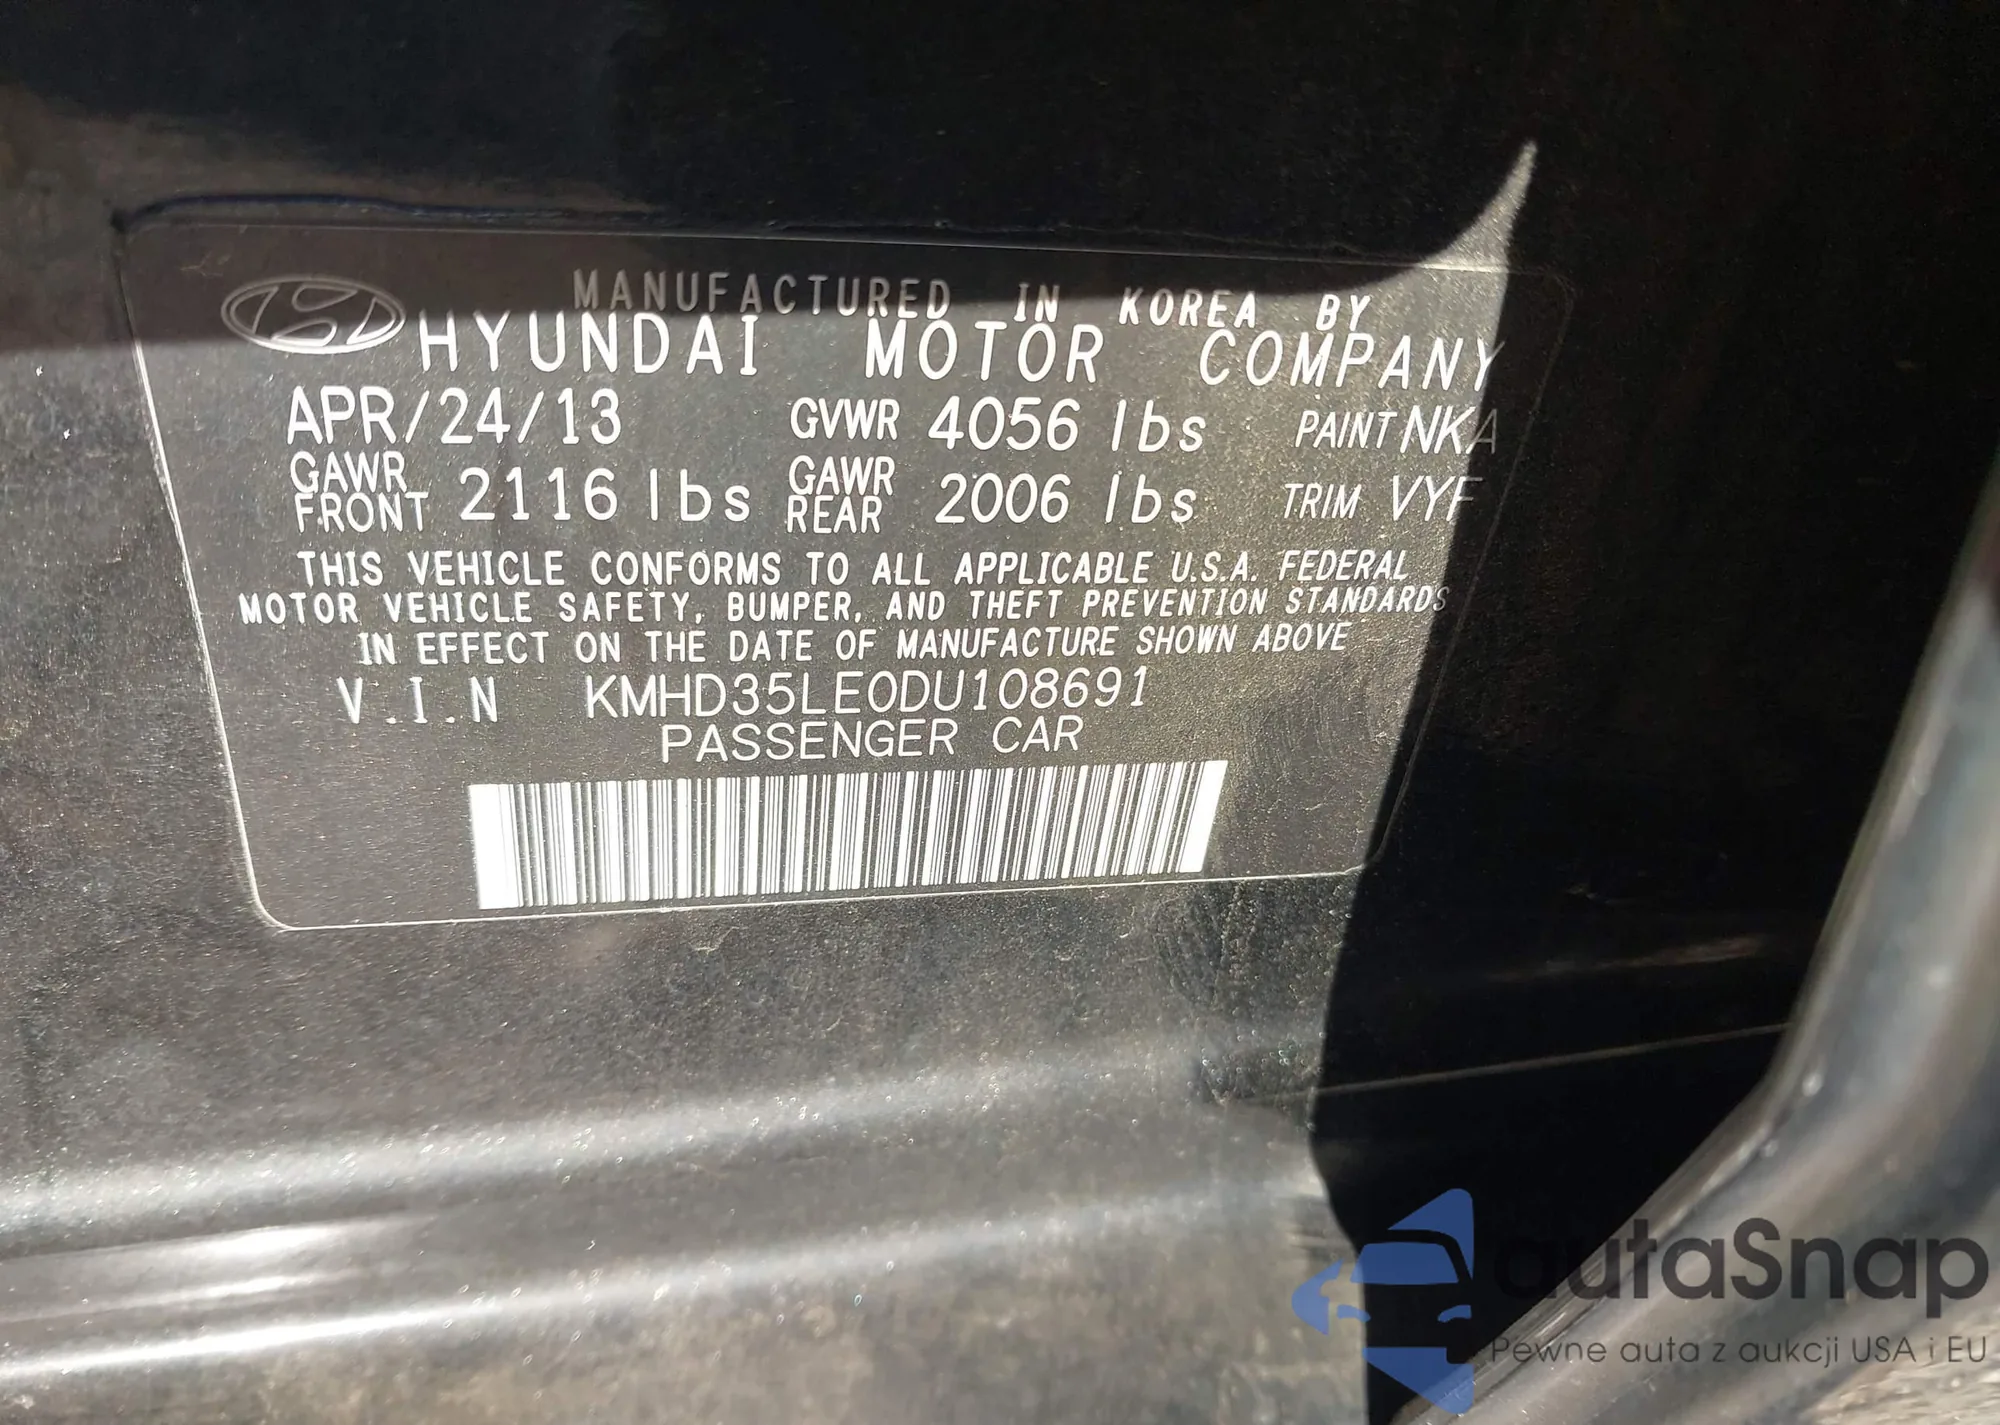 MANUFACTURED IN KOREA BY
HYUNDAI MOTOR COMPANY
APR/24/13 GVWR 4056 lbs PAINT NKA
GAWR FRONT 2116 lbs GAWR REAR 2006 lbs TRIM VYF
THIS VEHICLE CONFORMS TO ALL APPLICABLE U.S.A. FEDERAL
MOTOR VEHICLE SAFETY, BUMPER, AND THEFT PREVENTION STANDARDS
IN EFFECT ON THE DATE OF MANUFACTURE SHOWN ABOVE
V.I.N KMHD35LE0DU108691
PASSENGER CAR
autaSnap
Pewne auta z aukcji USA i EU